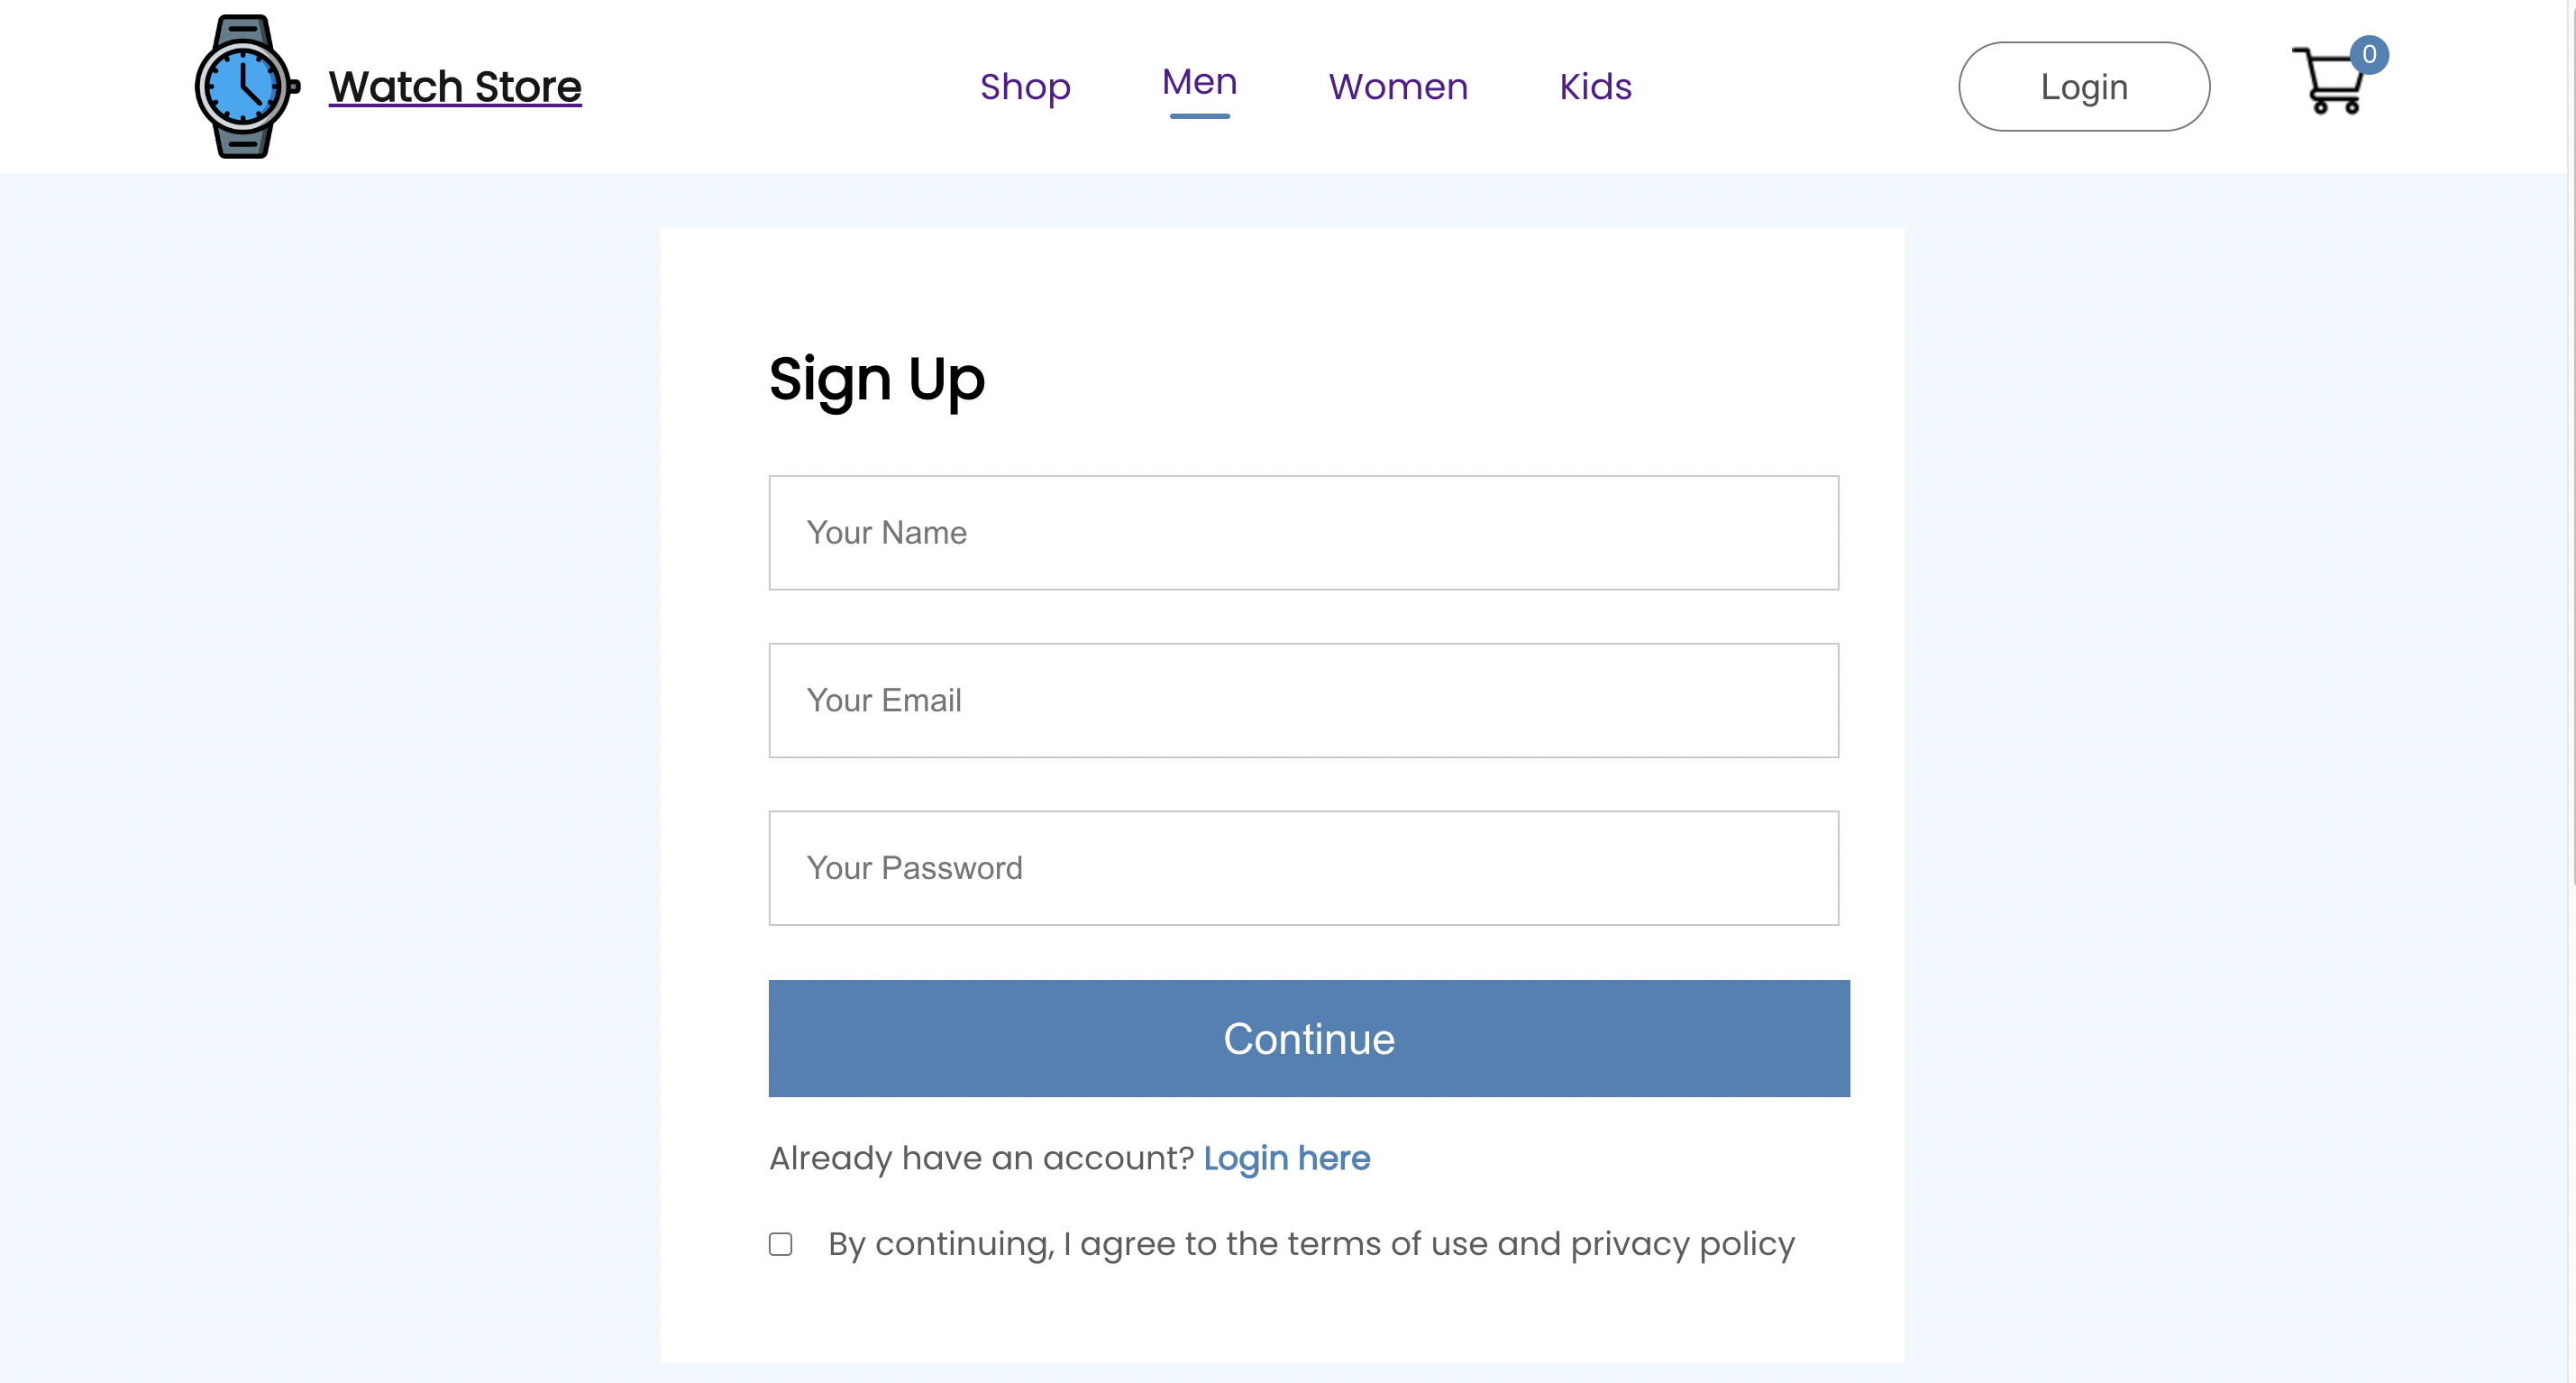 Watch Store
Shop Men Women Kids
Login
0
Sign Up
Your Name
Your Email
Your Password
Continue
Already have an account? Login here
By continuing, I agree to the terms of use and privacy policy